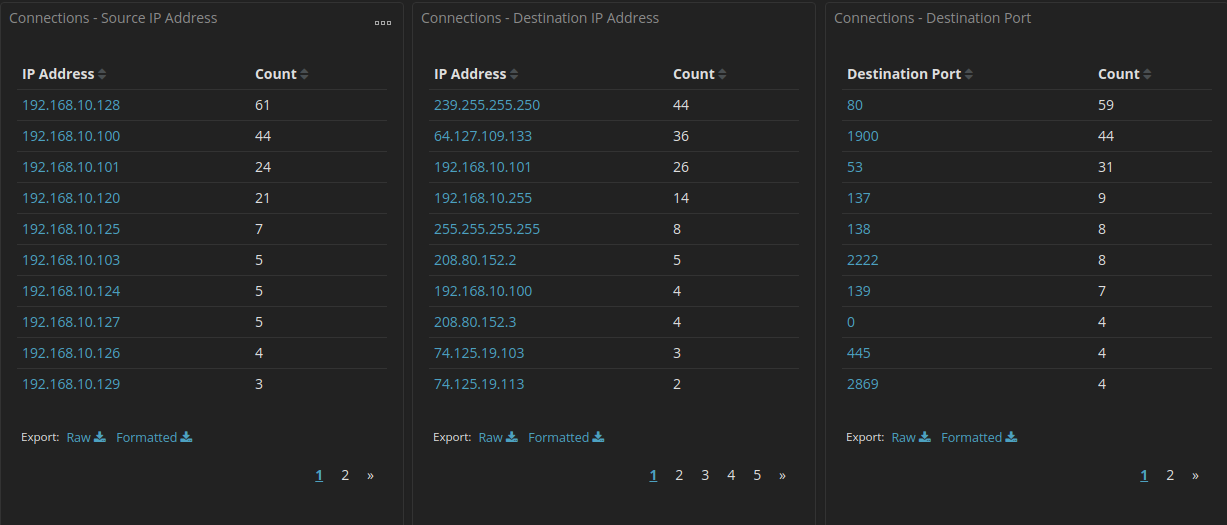 Connections - Source IP Address
IP Address Count
192.168.10.128 61
192.168.10.100 44
192.168.10.101 24
192.168.10.120 21
192.168.10.125 7
192.168.10.103 5
192.168.10.124 5
192.168.10.127 5
192.168.10.126 4
192.168.10.129 3
Export: Raw Formatted
1 2 »
Connections - Destination IP Address
IP Address Count
239.255.255.250 44
64.127.109.133 36
192.168.10.101 26
192.168.10.255 14
255.255.255.255 8
208.80.152.2 5
192.168.10.100 4
208.80.152.3 4
74.125.19.103 3
74.125.19.113 2
Export: Raw Formatted
1 2 3 4 5 »
Connections - Destination Port
Destination Port Count
80 59
1900 44
53 31
137 9
138 8
2222 8
139 7
0 4
445 4
2869 4
Export: Raw Formatted
1 2 »